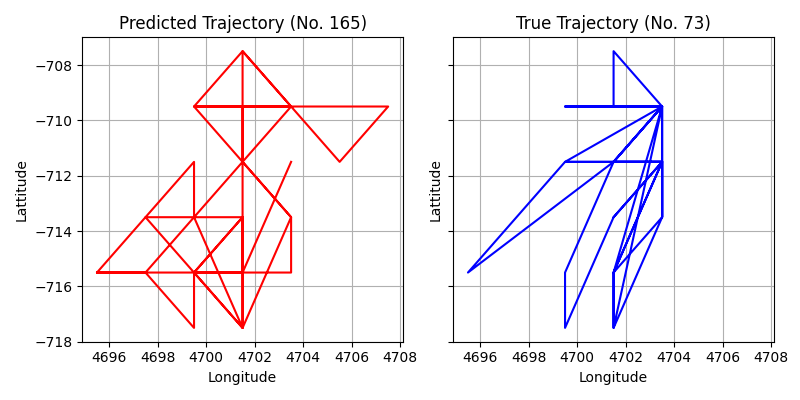 Predicted Trajectory (No. 165)
True Trajectory (No. 73)
Lattitude
−708
−710
−712
−714
−716
−718
4696 4698 4700 4702 4704 4706 4708
Longitude
Lattitude
4696 4698 4700 4702 4704 4706 4708
Longitude